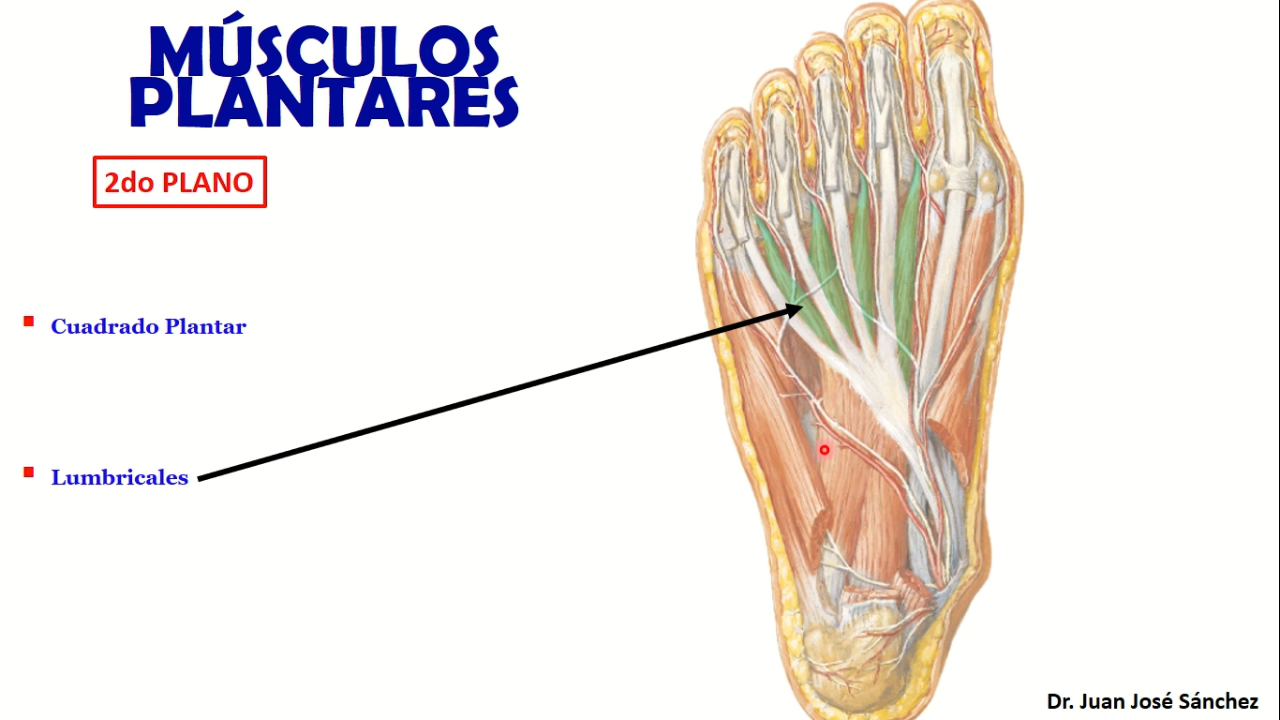 MÚSCULOS
PLANTARES
2do PLANO
Cuadrado Plantar
Lumbricales
Dr. Juan José Sánchez